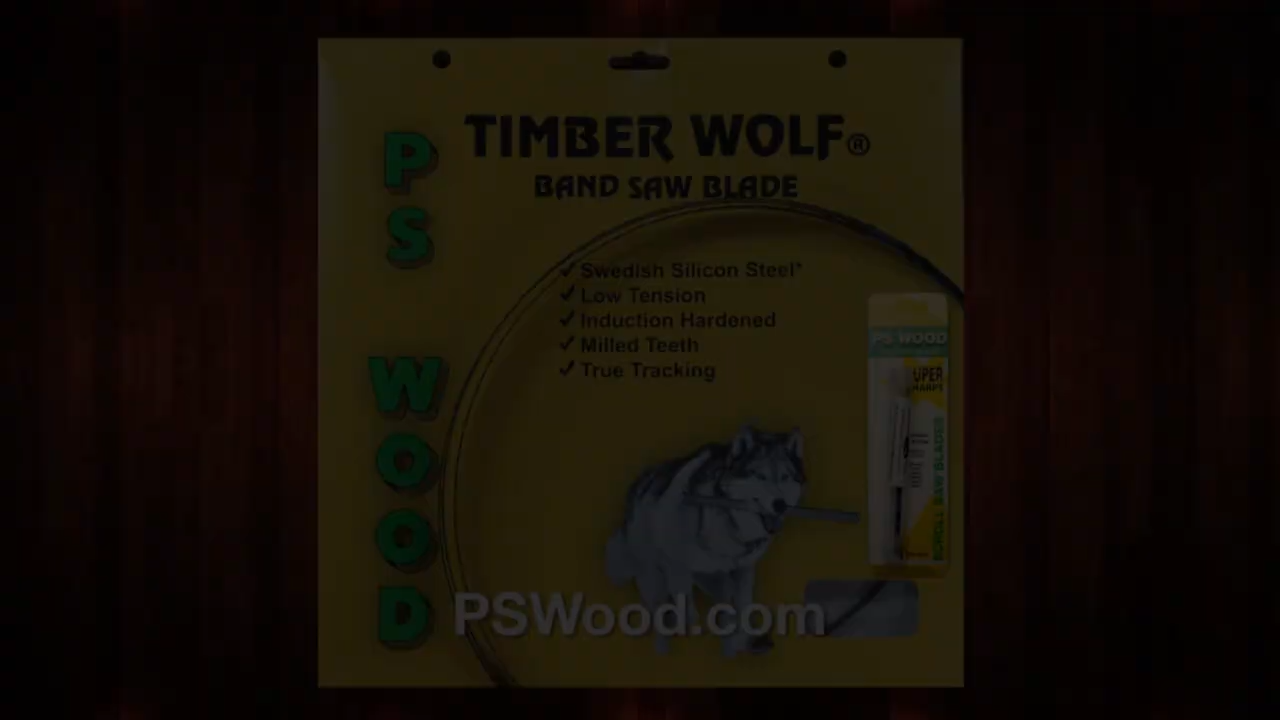 TIMBER WOLF®
BAND SAW BLADE
PS WOOD
✓ Swedish Silicon Steel*
✓ Low Tension
✓ Induction Hardened
✓ Milled Teeth
✓ True Tracking
PS WOOD
UPER
SHARPS
SCROLL SAW BLADES
PSWood.com